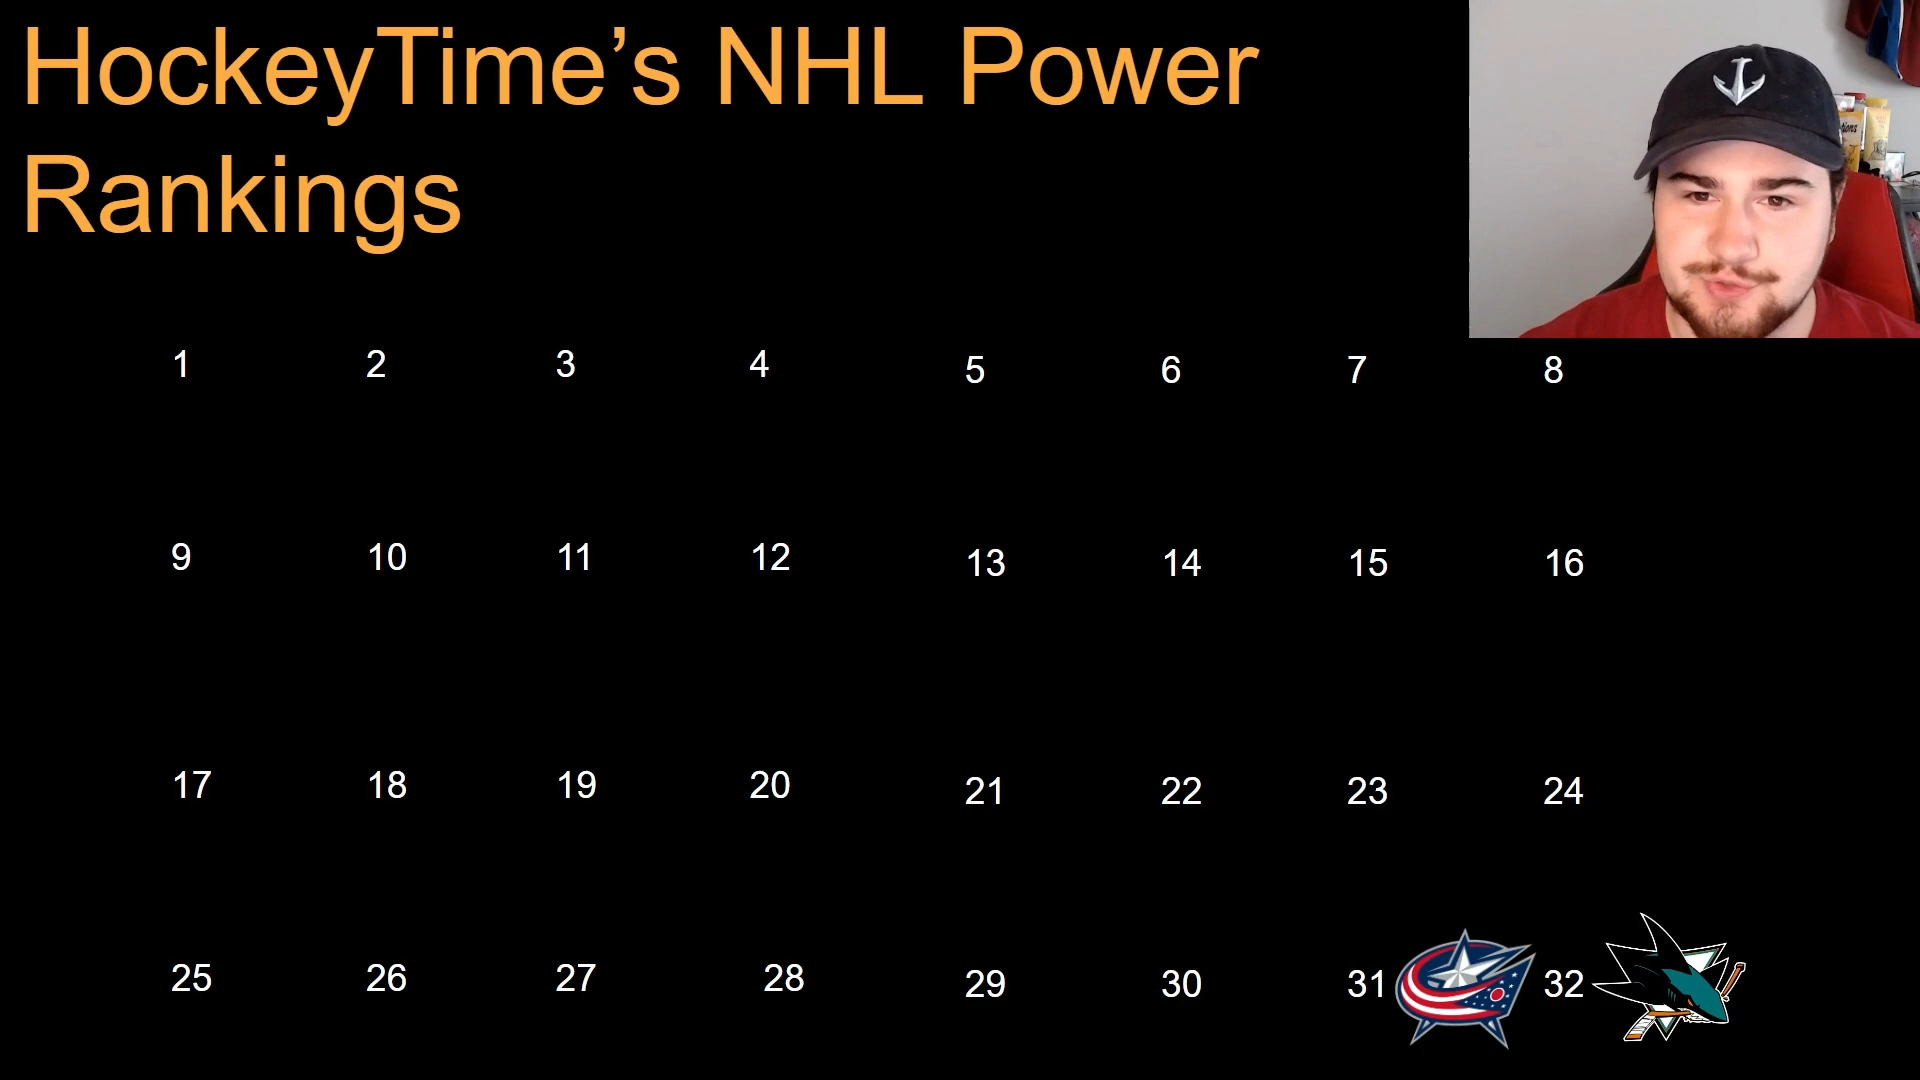 HockeyTime’s NHL Power
Rankings
1 2 3 4 5 6 7 8
9 10 11 12 13 14 15 16
17 18 19 20 21 22 23 24
25 26 27 28 29 30 31 32